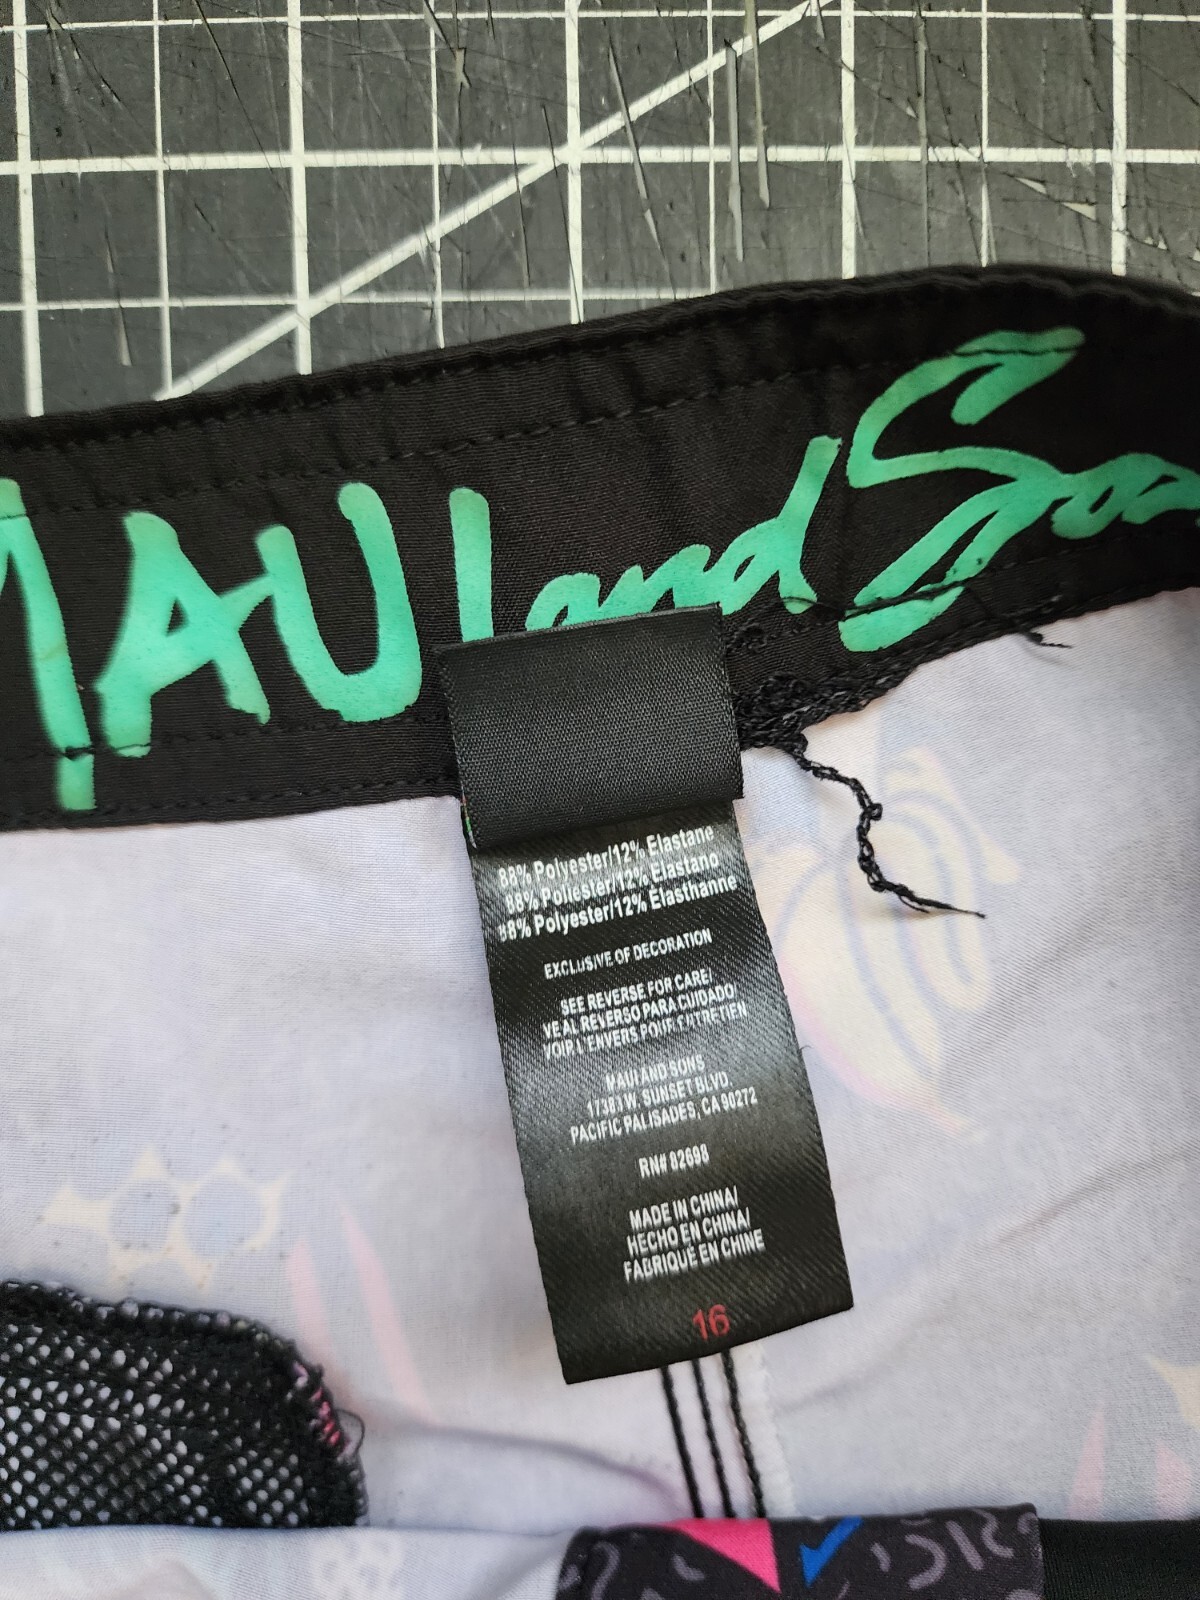 MAUI and Sons
88% Polyester/12% Elastane
88% Poliester/12% Elastano
88% Polyester/12% Elasthanne
EXCLUSIVE OF DECORATION
SEE REVERSE FOR CARE/
VE AL REVERSO PARA CUIDADO
VOIR L'ENVERS POUR ENTRETIEN
MAUI AND SONS
17383 W. SUNSET BLVD.
PACIFIC PALISADES, CA 90272
RN# 82698
MADE IN CHINA/
HECHO EN CHINA/
FABRIQUÉ EN CHINE
16